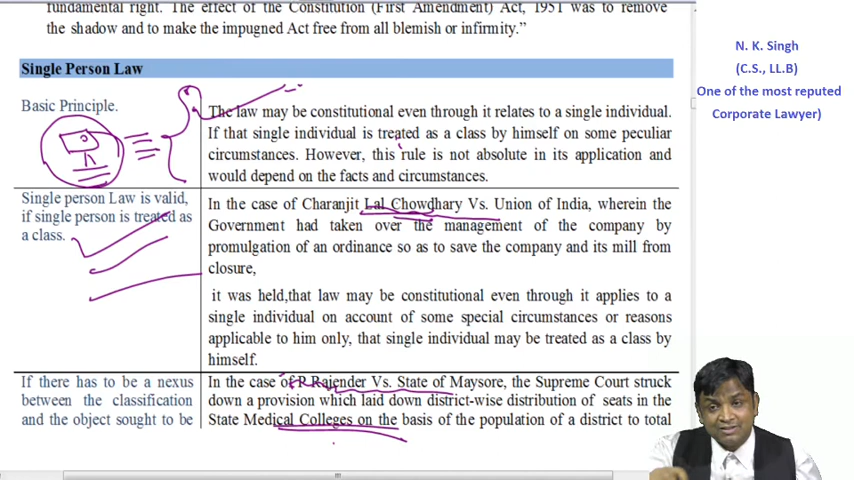 fundamental right. The effect of the Constitution (First Amendment) Act, 1951 was to remove
the shadow and to make the impugned Act free from all blemish or infirmity.”
N. K. Singh
(C.S., LL.B)
One of the most reputed
Corporate Lawyer)
Single Person Law
Basic Principle.
The law may be constitutional even through it relates to a single individual.
If that single individual is treated as a class by himself on some peculiar
circumstances. However, this rule is not absolute in its application and
would depend on the facts and circumstances.
Single person Law is valid,
if single person is treated as
a class.
In the case of Charanjit Lal Chowdhary Vs. Union of India, wherein the
Government had taken over the management of the company by
promulgation of an ordinance so as to save the company and its mill from
closure,
it was held,that law may be constitutional even through it applies to a
single individual on account of some special circumstances or reasons
applicable to him only, that single individual may be treated as a class by
himself.
If there has to be a nexus
between the classification
and the object sought to be
In the case of P Rajender Vs. State of Maysore, the Supreme Court struck
down a provision which laid down district-wise distribution of seats in the
State Medical Colleges on the basis of the population of a district to total